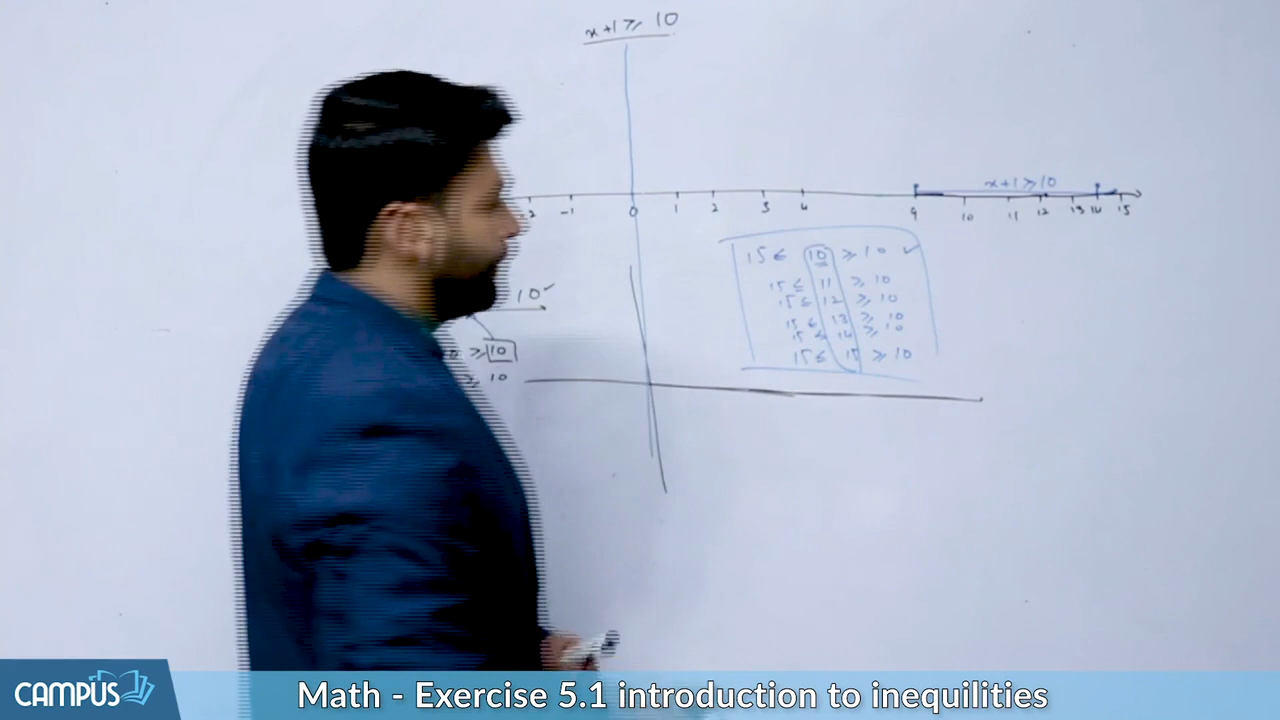 x+1 ≥ 10
x+1 ≥ 10
-2 -1 0 1 2 3 4 9 10 11 12 13 14 15
15 ≤ 10 ≥ 10 ✓
10 ✓
15 ≤ 11 ≥ 10
15 ≤ 12 ≥ 10
15 ≤ 13 ≥ 10
15 ≤ 14 ≥ 10
15 ≤ 15 ≥ 10
≥ 10
≥ 10
CAMPUS
Math - Exercise 5.1 introduction to inequilities